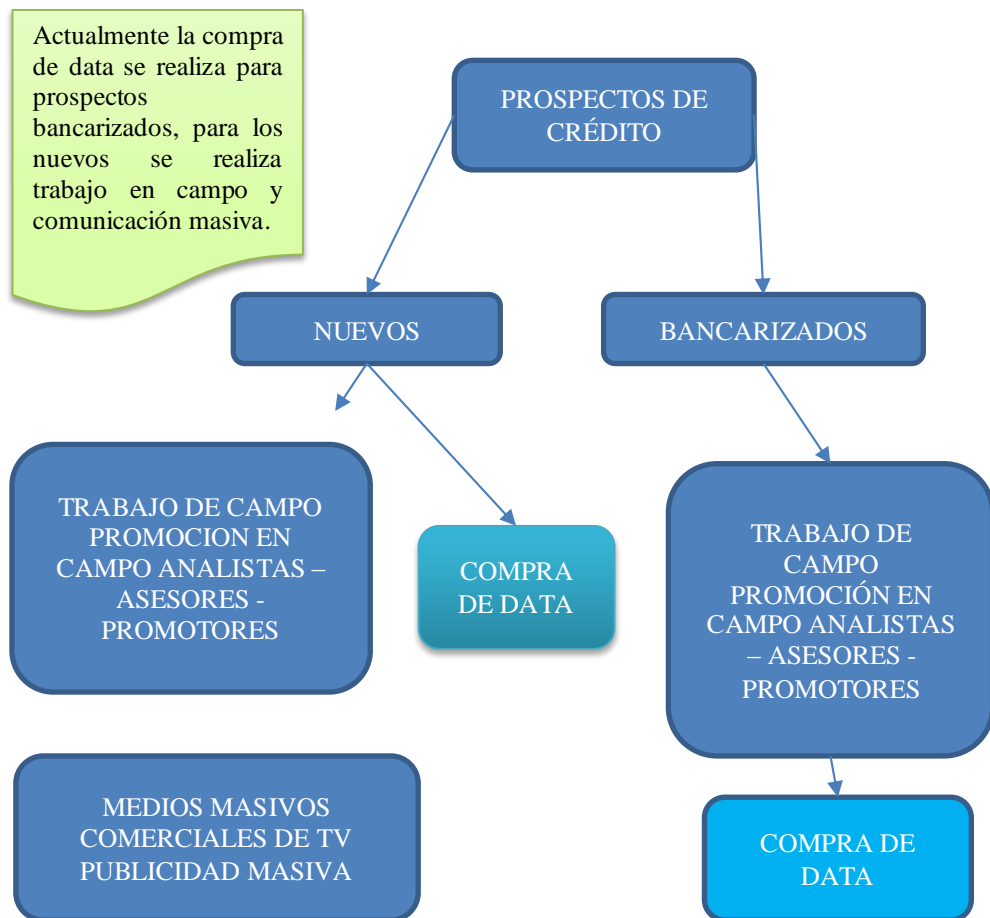 Actualmente la compra
de data se realiza para
prospectos
bancarizados, para los
nuevos se realiza
trabajo en campo y
comunicación masiva.
PROSPECTOS DE
CRÉDITO
NUEVOS
BANCARIZADOS
TRABAJO DE CAMPO
PROMOCION EN
CAMPO ANALISTAS –
ASESORES -
PROMOTORES
COMPRA
DE DATA
TRABAJO DE
CAMPO
PROMOCIÓN EN
CAMPO ANALISTAS
– ASESORES -
PROMOTORES
MEDIOS MASIVOS
COMERCIALES DE TV
PUBLICIDAD MASIVA
COMPRA DE
DATA